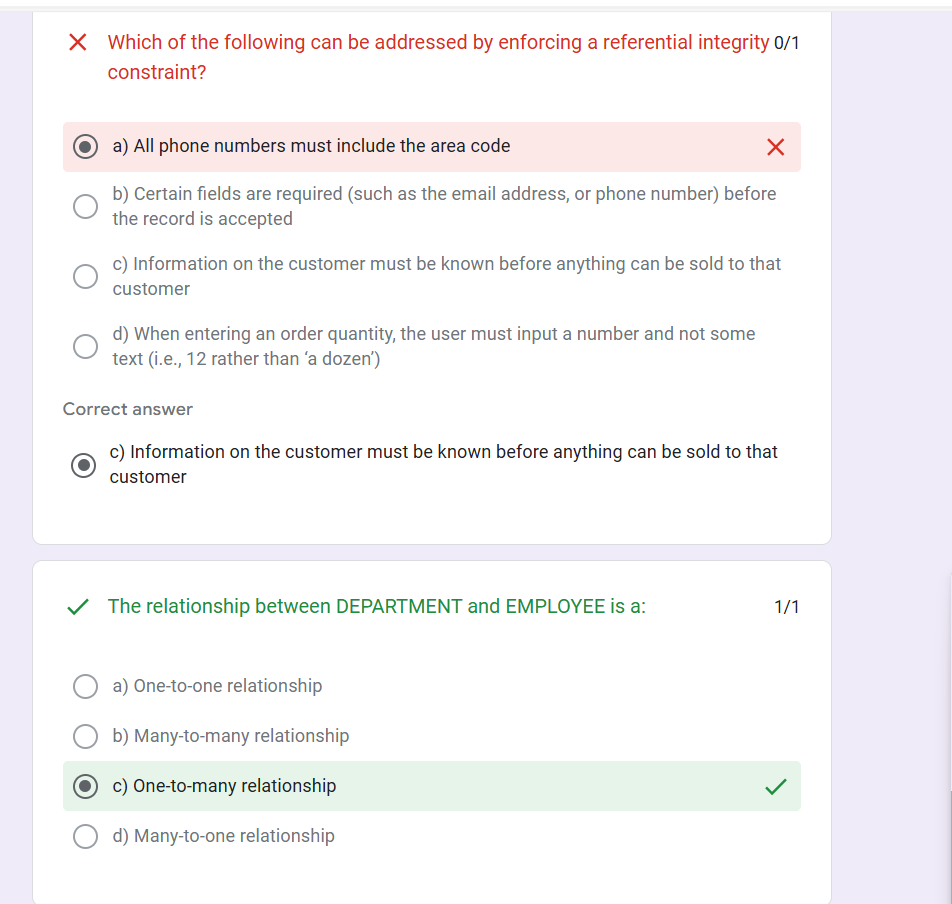 Which of the following can be addressed by enforcing a referential integrity 0/1
constraint?
a) All phone numbers must include the area code
b) Certain fields are required (such as the email address, or phone number) before
the record is accepted
c) Information on the customer must be known before anything can be sold to that
customer
d) When entering an order quantity, the user must input a number and not some
text (i.e., 12 rather than ‘a dozen’)
Correct answer
c) Information on the customer must be known before anything can be sold to that
customer
The relationship between DEPARTMENT and EMPLOYEE is a: 1/1
a) One-to-one relationship
b) Many-to-many relationship
c) One-to-many relationship
d) Many-to-one relationship